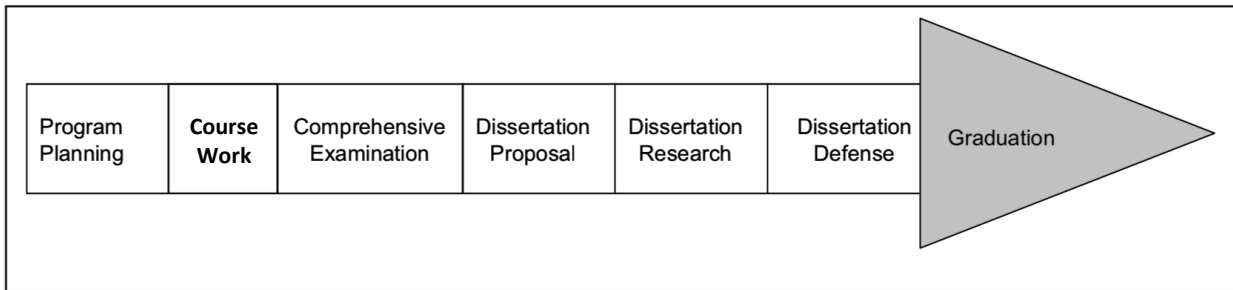 Program
Planning
Course
Work
Comprehensive
Examination
Dissertation
Proposal
Dissertation
Research
Dissertation
Defense
Graduation